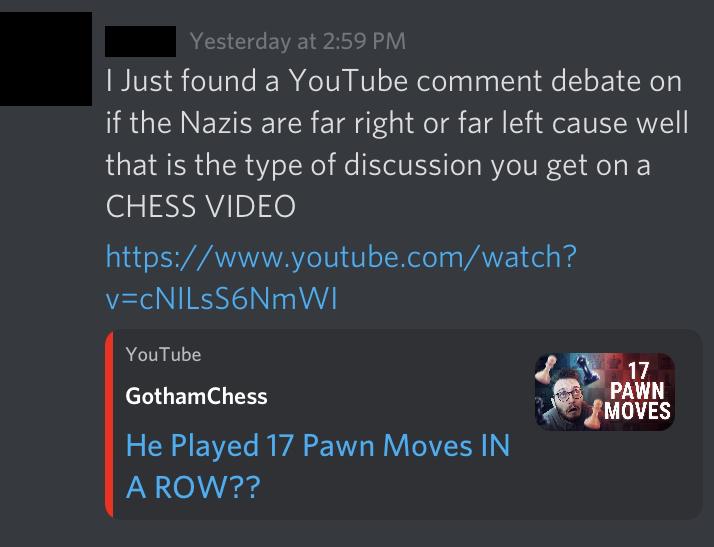 Yesterday at 2:59 PM
I Just found a YouTube comment debate on
if the Nazis are far right or far left cause well
that is the type of discussion you get on a
CHESS VIDEO
https://www.youtube.com/watch?
v=cNILsS6NmWI
YouTube
GothamChess
He Played 17 Pawn Moves IN
A ROW??
17
PAWN
MOVES